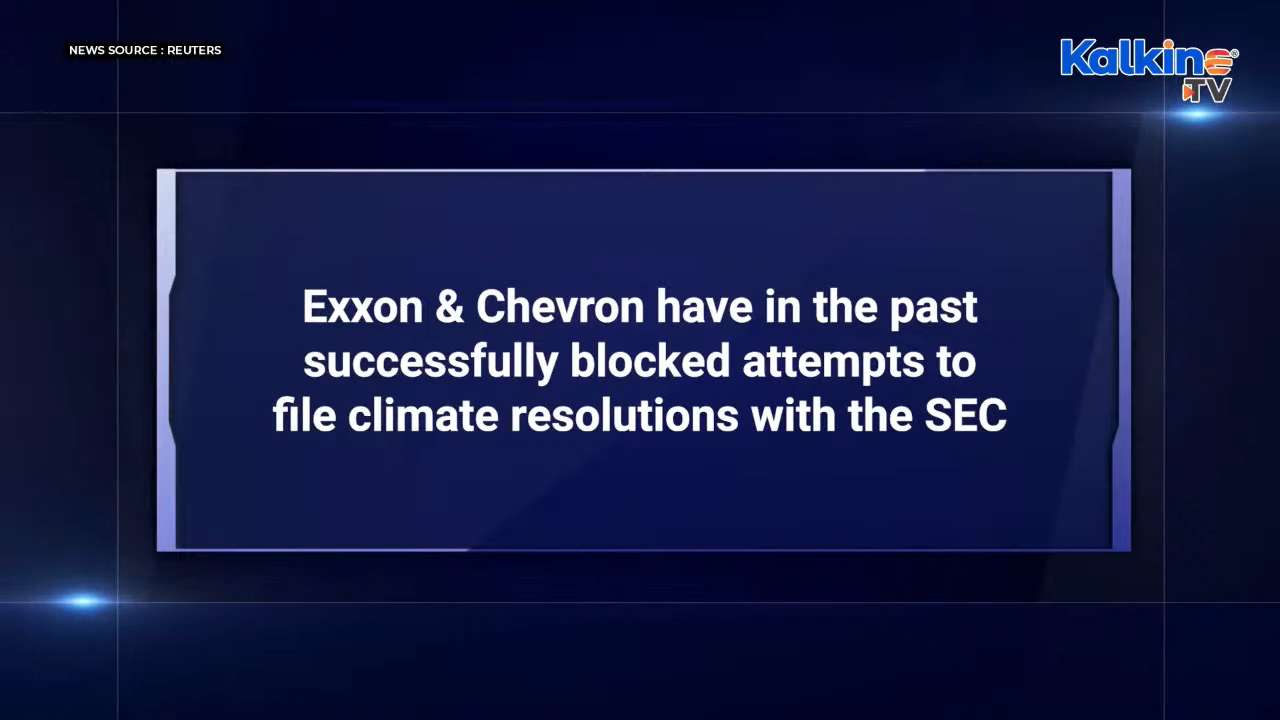 NEWS SOURCE : REUTERS
Kalkine®
TV
Exxon & Chevron have in the past
successfully blocked attempts to
file climate resolutions with the SEC